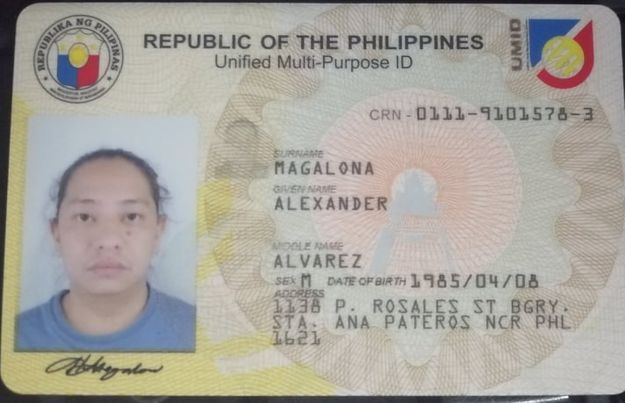 REPUBLIKA NG PILIPINAS
REPUBLIC OF THE PHILIPPINES
Unified Multi-Purpose ID
UMID
CRN - 0111-9101578-3
SURNAME
MAGALONA
GIVEN NAME
ALEXANDER
MIDDLE NAME
ALVAREZ
SEX M DATE OF BIRTH 1985/04/08
ADDRESS
1138 P. ROSALES ST BGRY.
STA. ANA PATEROS NCR PHL
1621